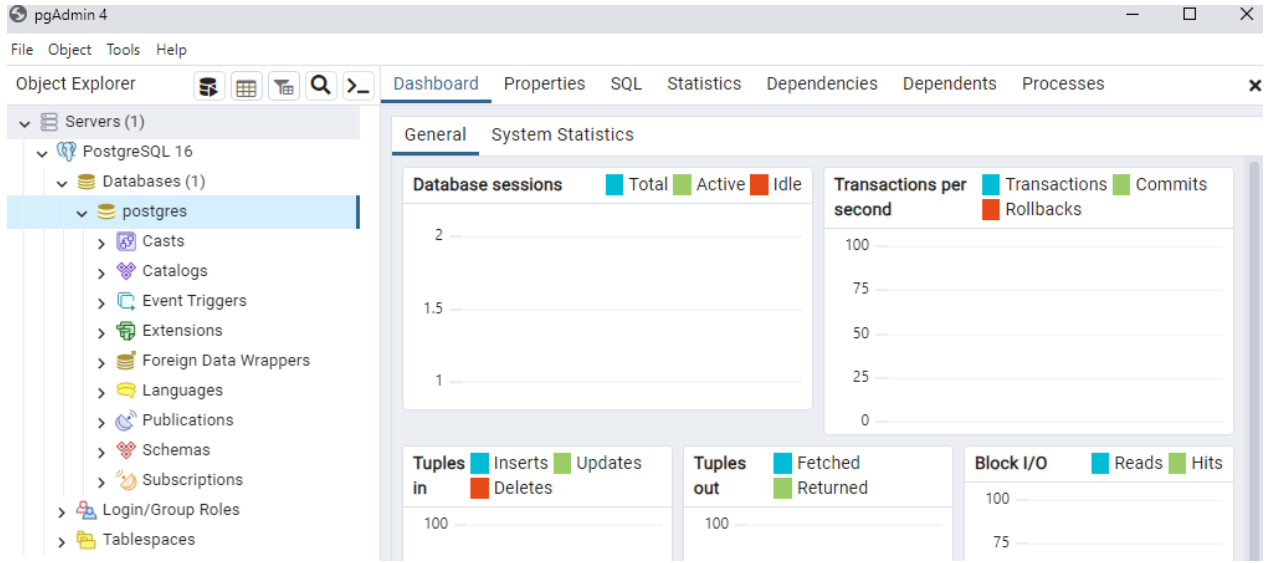 pgAdmin 4
File Object Tools Help
Object Explorer
Dashboard Properties SQL Statistics Dependencies Dependents Processes
Servers (1)
PostgreSQL 16
Databases (1)
postgres
Casts
Catalogs
Event Triggers
Extensions
Foreign Data Wrappers
Languages
Publications
Schemas
Subscriptions
Login/Group Roles
Tablespaces
General System Statistics
Database sessions Total Active Idle
2
1.5
1
Transactions per second Transactions Commits Rollbacks
100
75
50
25
0
Tuples in Inserts Updates Deletes
100
Tuples out Fetched Returned
100
Block I/O Reads Hits
100
75